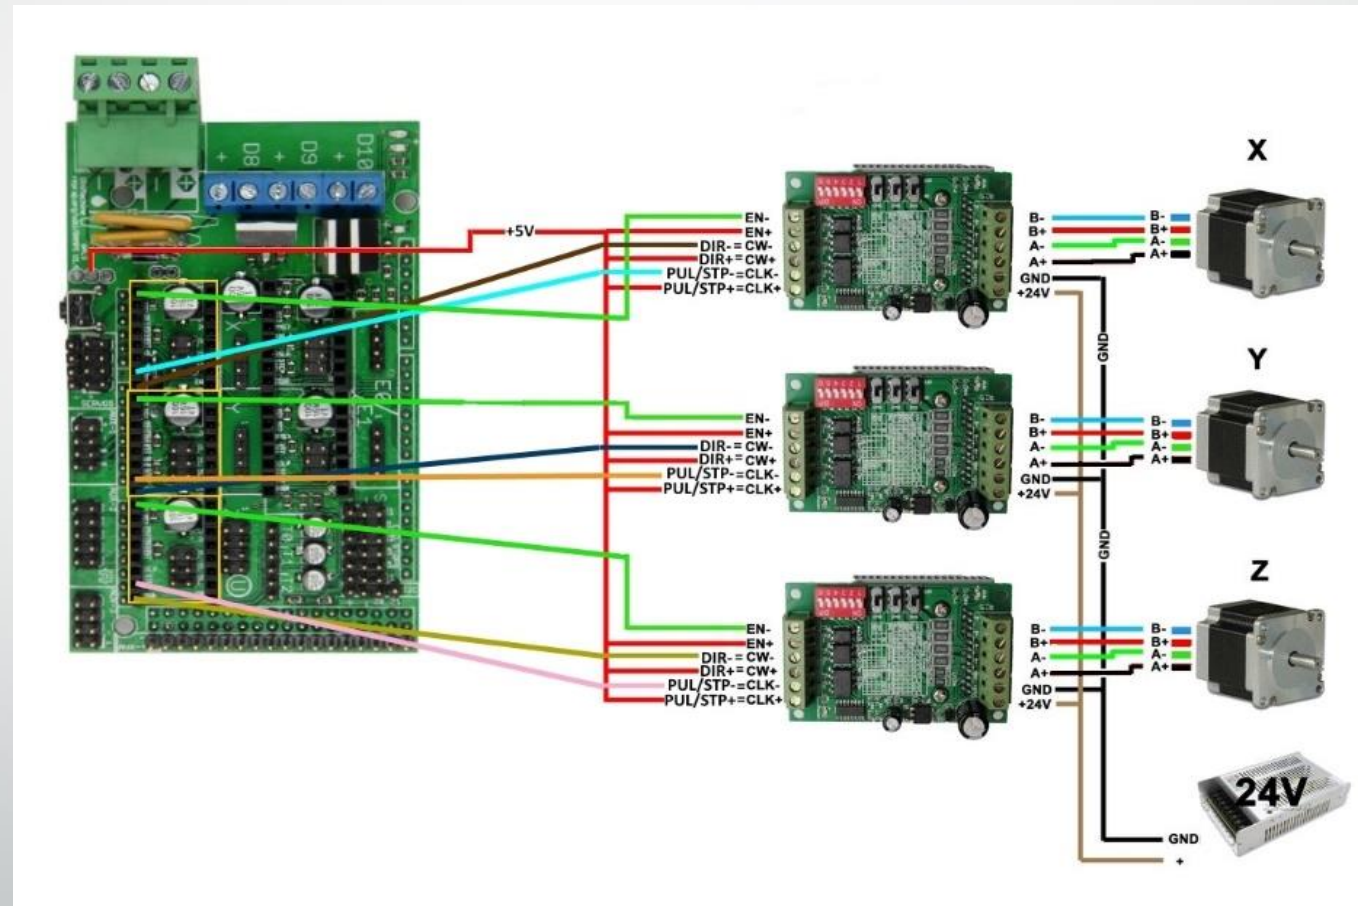 D8
D9
D10
+5V
X
Y
E0/
E1
EN-
EN+
DIR-=CW-
DIR+=CW+
PUL/STP-=CLK-
PUL/STP+=CLK+
B-
B+
A-
A+
GND
+24V
B-
B+
A-
A+
X
GND
EN-
EN+
DIR-=CW-
DIR+=CW+
PUL/STP-=CLK-
PUL/STP+=CLK+
B-
B+
A-
A+
GND
+24V
B-
B+
A-
A+
Y
GND
EN-
EN+
DIR-=CW-
DIR+=CW+
PUL/STP-=CLK-
PUL/STP+=CLK+
B-
B+
A-
A+
GND
+24V
B-
B+
A-
A+
Z
24V
GND
+